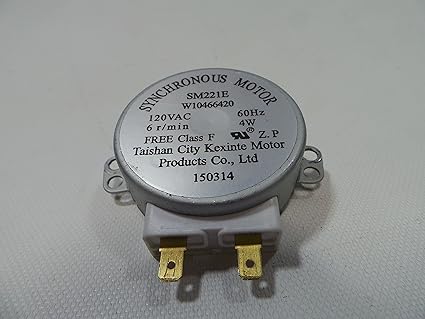 SYNCHRONOUS MOTOR
SM221E
W10466420
120VAC 60Hz
6 r/min 4W
FREE Class F RU Z.P
Taishan City Kexinte Motor
Products Co., Ltd
150314